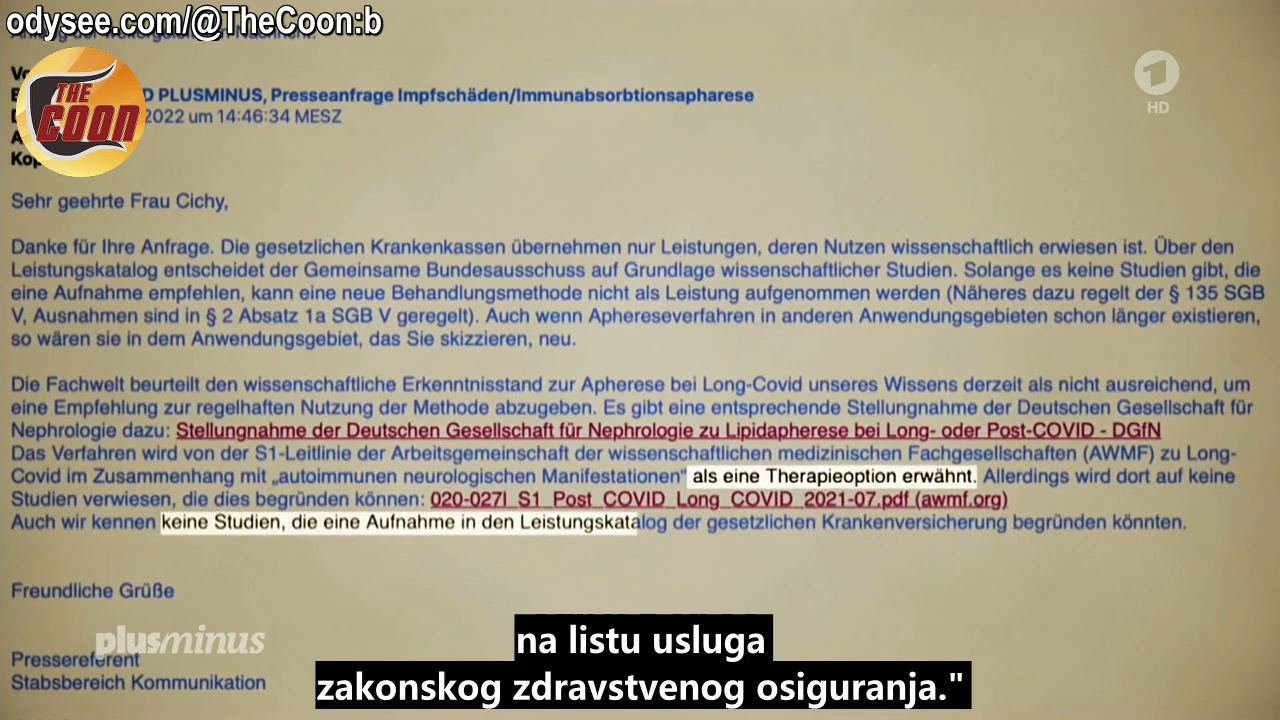 odysee.com/@TheCoon:b
THE
COON
1
HD
D PLUSMINUS, Presseanfrage Impfschäden/Immunabsorbtionsapharese
2022 um 14:46:34 MESZ
Kop
Sehr geehrte Frau Cichy,
Danke für Ihre Anfrage. Die gesetzlichen Krankenkassen übernehmen nur Leistungen, deren Nutzen wissenschaftlich erwiesen ist. Über den
Leistungskatalog entscheidet der Gemeinsame Bundesausschuss auf Grundlage wissenschaftlicher Studien. Solange es keine Studien gibt, die
eine Aufnahme empfehlen, kann eine neue Behandlungsmethode nicht als Leistung aufgenommen werden (Näheres dazu regelt der § 135 SGB
V, Ausnahmen sind in § 2 Absatz 1a SGB V geregelt). Auch wenn Aphereseverfahren in anderen Anwendungsgebieten schon länger existieren,
so wären sie in dem Anwendungsgebiet, das Sie skizzieren, neu.
Die Fachwelt beurteilt den wissenschaftliche Erkenntnisstand zur Apherese bei Long-Covid unseres Wissens derzeit als nicht ausreichend, um
eine Empfehlung zur regelhaften Nutzung der Methode abzugeben. Es gibt eine entsprechende Stellungnahme der Deutschen Gesellschaft für
Nephrologie dazu: Stellungnahme der Deutschen Gesellschaft für Nephrologie zu Lipidapherese bei Long- oder Post-COVID - DGfN
Das Verfahren wird von der S1-Leitlinie der Arbeitsgemeinschaft der wissenschaftlichen medizinischen Fachgesellschaften (AWMF) zu Long-
Covid im Zusammenhang mit „autoimmunen neurologischen Manifestationen“ als eine Therapieoption erwähnt. Allerdings wird dort auf keine
Studien verwiesen, die dies begründen können: 020-027l_S1_Post_COVID_Long_COVID_2021-07.pdf (awmf.org)
Auch wir kennen keine Studien, die eine Aufnahme in den Leistungskatalog der gesetzlichen Krankenversicherung begründen könnten.
Freundliche Grüße
plusminus
Pressereferent
Stabsbereich Kommunikation
na listu usluga
zakonskog zdravstvenog osiguranja."